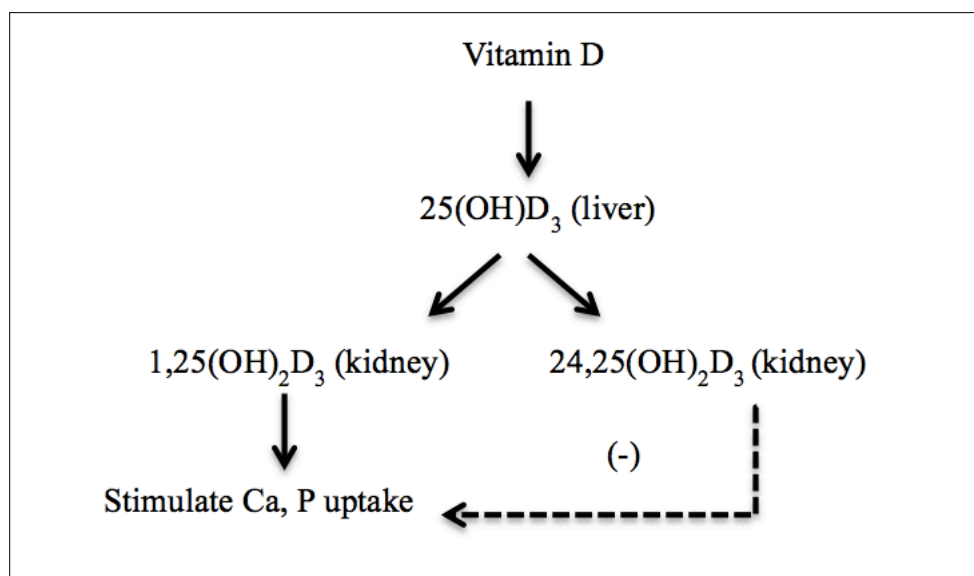 Vitamin D
25(OH)D₃ (liver)
1,25(OH)₂D₃ (kidney) 24,25(OH)₂D₃ (kidney)
(-)
Stimulate Ca, P uptake